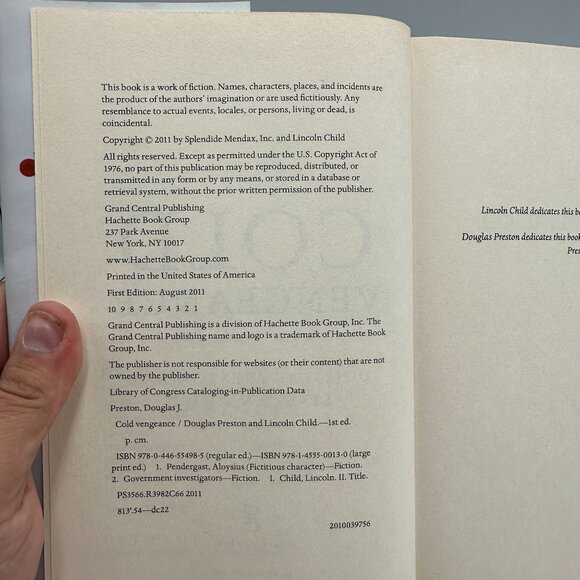 This book is a work of fiction. Names, characters, places, and incidents are
the product of the authors' imagination or are used fictitiously. Any
resemblance to actual events, locales, or persons, living or dead, is
coincidental.
Copyright © 2011 by Splendide Mendax, Inc. and Lincoln Child
All rights reserved. Except as permitted under the U.S. Copyright Act of
1976, no part of this publication may be reproduced, distributed, or
transmitted in any form or by any means, or stored in a database or
retrieval system, without the prior written permission of the publisher.
Grand Central Publishing
Hachette Book Group
237 Park Avenue
New York, NY 10017
www.HachetteBookGroup.com
Printed in the United States of America
First Edition: August 2011
10 9 8 7 6 5 4 3 2 1
Grand Central Publishing is a division of Hachette Book Group, Inc. The
Grand Central Publishing name and logo is a trademark of Hachette Book
Group, Inc.
The publisher is not responsible for websites (or their content) that are not
owned by the publisher.
Library of Congress Cataloging-in-Publication Data
Preston, Douglas J.
Cold vengeance / Douglas Preston and Lincoln Child.—1st ed.
p. cm.
ISBN 978-0-446-55498-5 (regular ed.)—ISBN 978-1-4555-0013-0 (large
print ed.) 1. Pendergast, Aloysius (Fictitious character)—Fiction.
2. Government investigators—Fiction. I. Child, Lincoln. II. Title.
PS3566.R3982C66 2011
813'.54—dc22
2010039756
Lincoln Child dedicates this
Douglas Preston dedicates this book